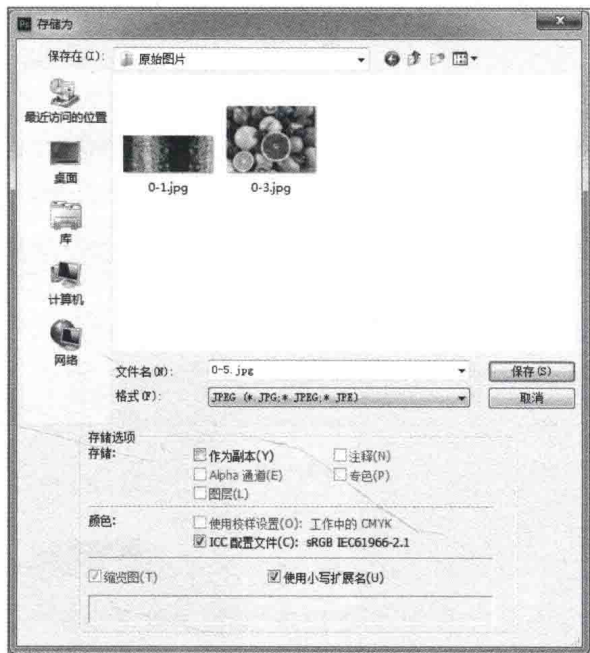 Ps 存储为
保存在(I): 原始图片
最近访问的位置
桌面
库
计算机
网络
0-1.jpg 0-3.jpg
文件名(N): 0-5.jpg 保存(S)
格式(F): JPEG (*.JPG;*.JPEG;*.JPE) 取消
存储选项
存储: 作为副本(Y) 注释(N)
Alpha 通道(E) 专色(P)
图层(L)
颜色: 使用校样设置(O): 工作中的 CMYK
ICC 配置文件(C): sRGB IEC61966-2.1
缩览图(T) 使用小写扩展名(U)